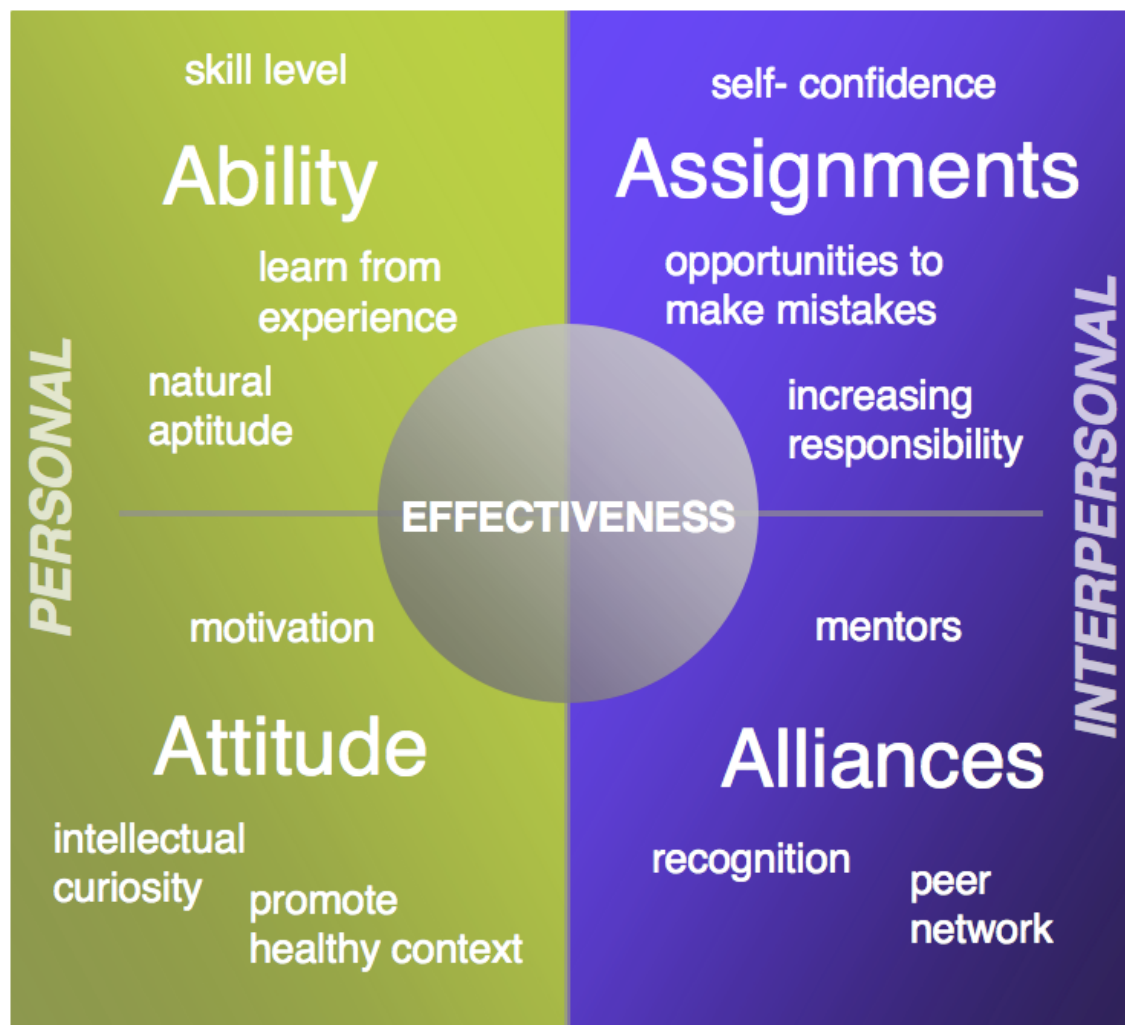 skill level
Ability
learn from
experience
natural
aptitude
PERSONAL
motivation
Attitude
intellectual
curiosity
promote
healthy context
EFFECTIVENESS
self- confidence
Assignments
opportunities to
make mistakes
increasing
responsibility
INTERPERSONAL
mentors
Alliances
recognition
peer
network